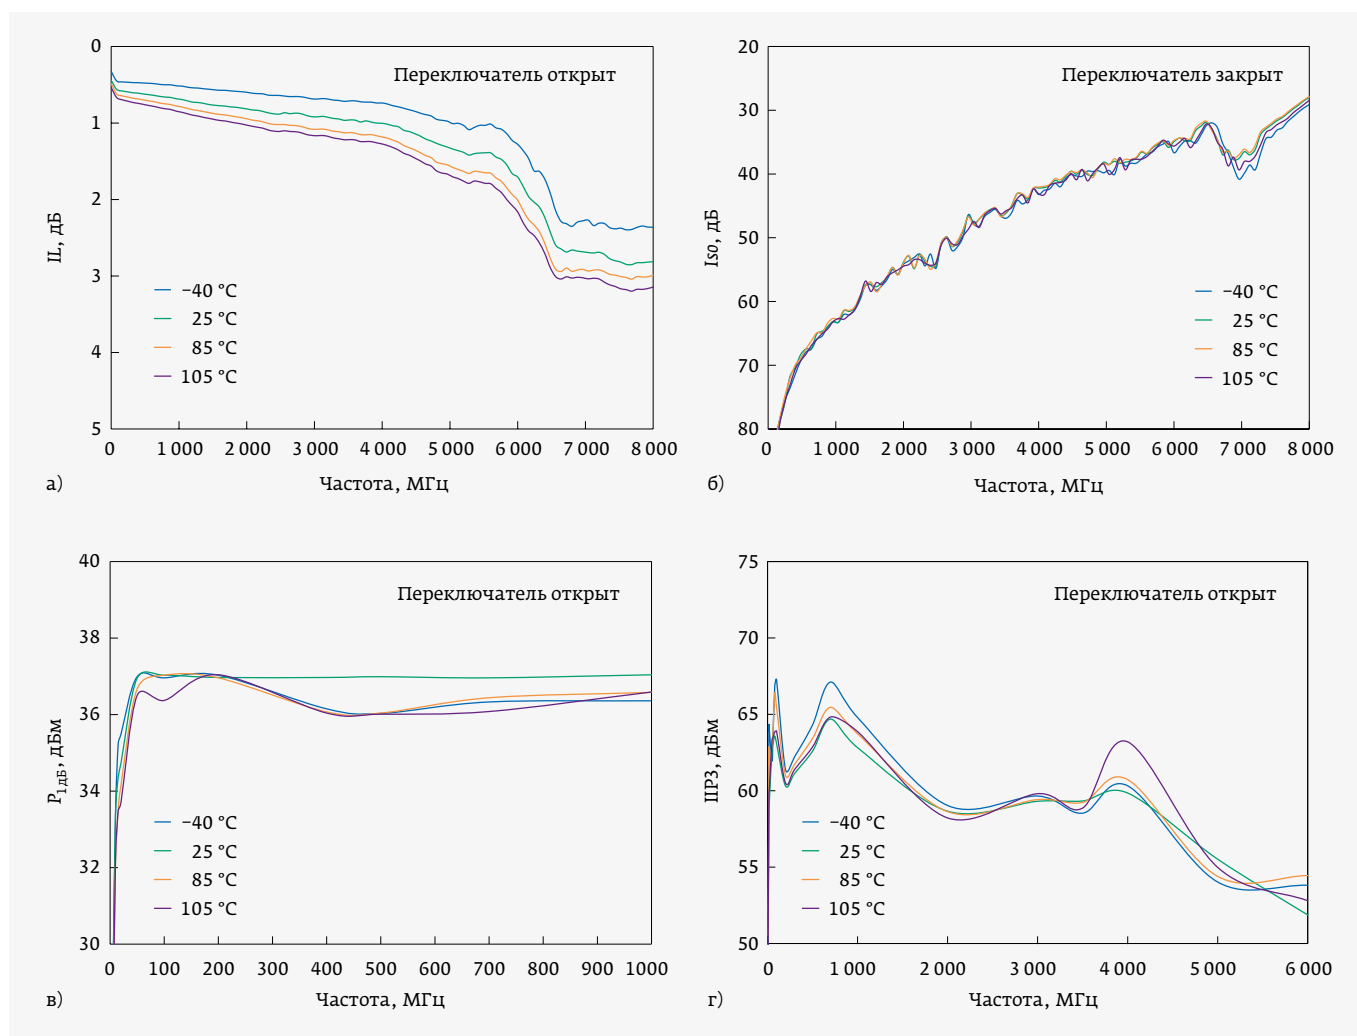 0
1
2
3
4
5
IL, дБ
Переключатель открыт
−40 °C
25 °C
85 °C
105 °C
0 1 000 2 000 3 000 4 000 5 000 6 000 7 000 8 000
а) Частота, МГц
20
30
40
50
60
70
80
Iso, дБ
Переключатель закрыт
−40 °C
25 °C
85 °C
105 °C
0 1 000 2 000 3 000 4 000 5 000 6 000 7 000 8 000
б) Частота, МГц
40
38
36
34
32
30
P1 дБ, дБм
Переключатель открыт
−40 °C
25 °C
85 °C
105 °C
0 100 200 300 400 500 600 700 800 900 1000
в) Частота, МГц
75
70
65
60
55
50
IIP3, дБм
Переключатель открыт
−40 °C
25 °C
85 °C
105 °C
0 1 000 2 000 3 000 4 000 5 000 6 000
г) Частота, МГц